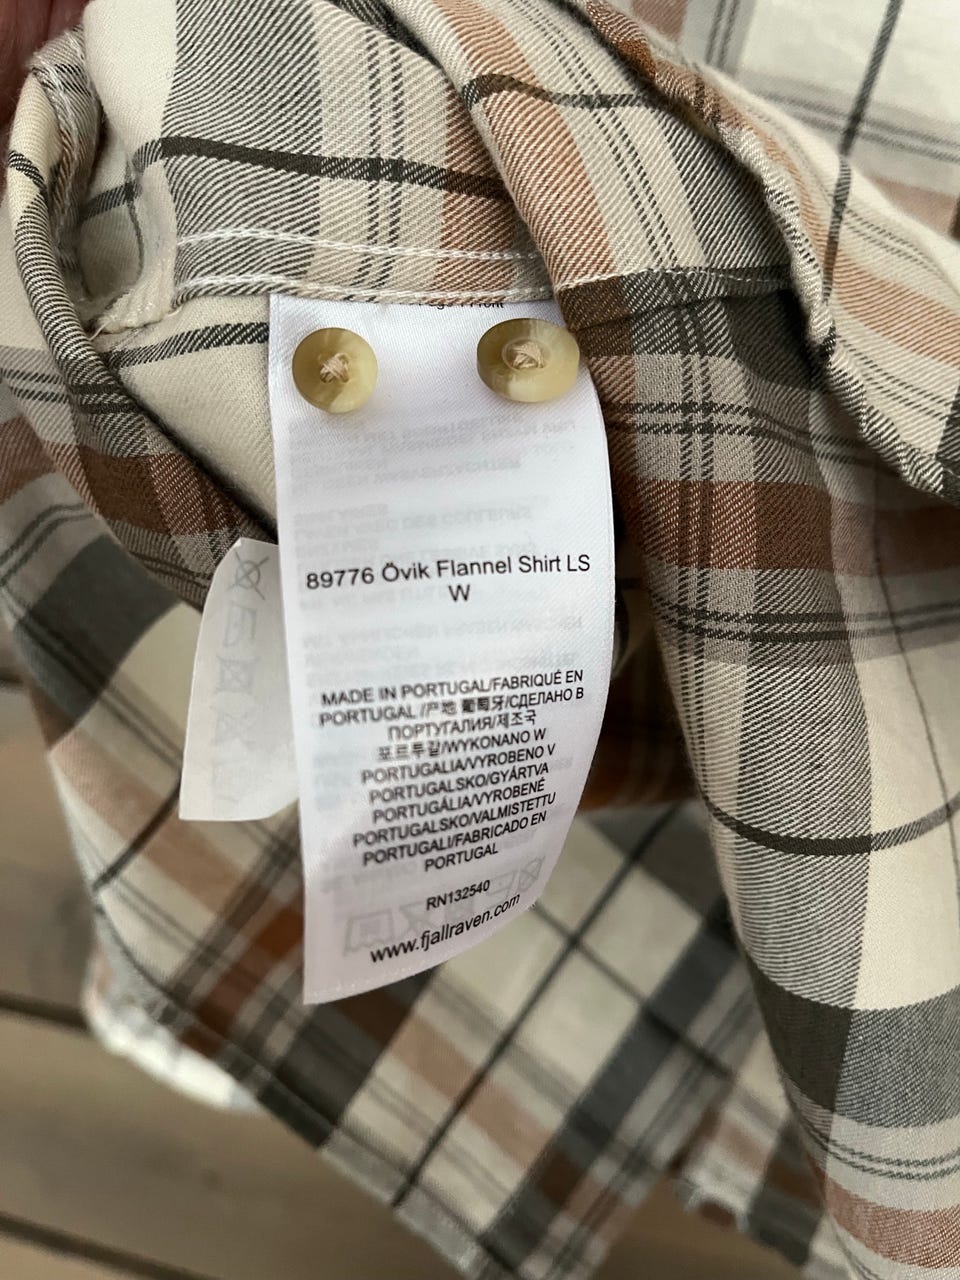 89776 Övik Flannel Shirt LS
W
MADE IN PORTUGAL/FABRIQUÉ EN
PORTUGAL /产地 葡萄牙/СДЕЛАНО В
ПОРТУГАЛИЯ/제조국
포르투갈/WYKONANO W
PORTUGALIA/VYROBENO V
PORTUGALSKO/GYÁRTVA
PORTUGÁLIA/VYROBENÉ
PORTUGALSKO/VALMISTETTU
PORTUGALI/FABRICADO EN
PORTUGAL
RN132540
www.fjallraven.com